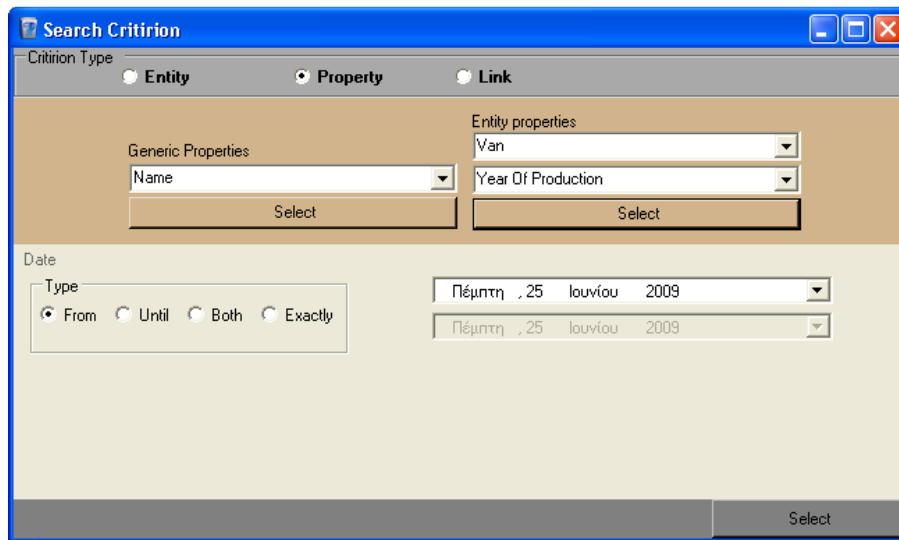 Search Critirion
Critirion Type
Entity Property Link
Entity properties
Generic Properties
Van
Name
Year Of Production
Select
Select
Date
Type
From Until Both Exactly
Πέμπτη , 25 Ιουνίου 2009
Πέμπτη , 25 Ιουνίου 2009
Select